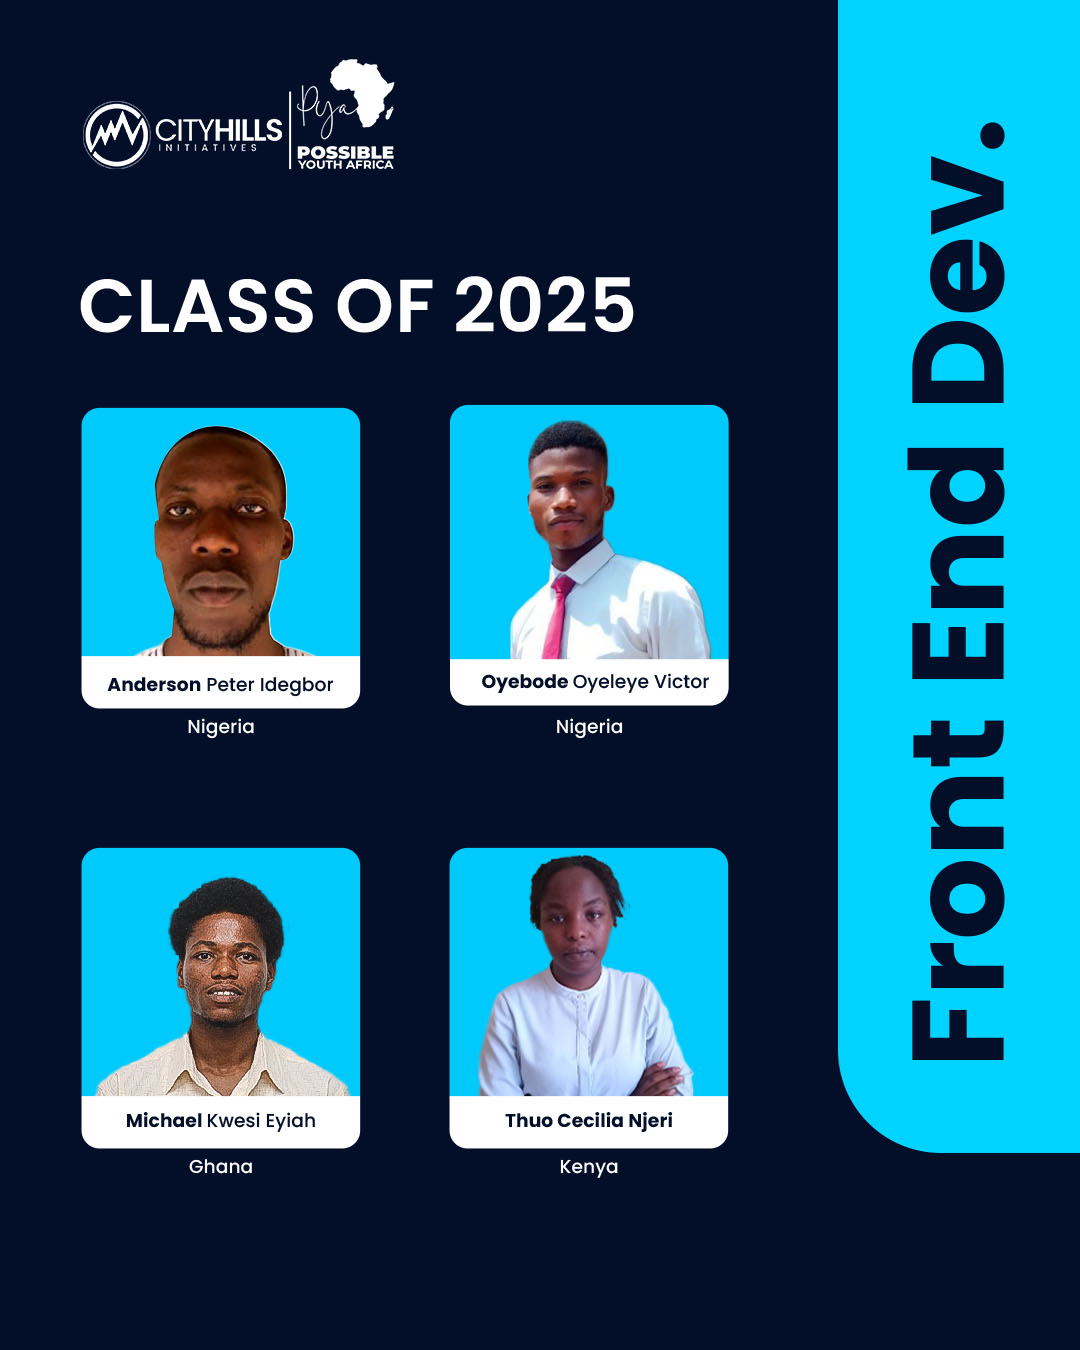 CITYHILLS
INITIATIVES
Pya
POSSIBLE
YOUTH AFRICA
CLASS OF 2025
Anderson Peter Idegbor
Nigeria
Oyebode Oyeleye Victor
Nigeria
Michael Kwesi Eyiah
Ghana
Thuo Cecilia Njeri
Kenya
Front End Dev.